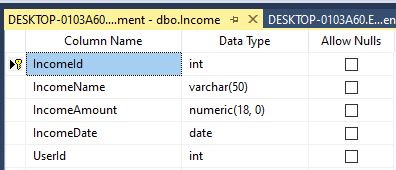 DESKTOP-0103A60....ment - dbo.Income DESKTOP-0103A60.E...en
Column Name Data Type Allow Nulls
IncomeId int
IncomeName varchar(50)
IncomeAmount numeric(18, 0)
IncomeDate date
UserId int